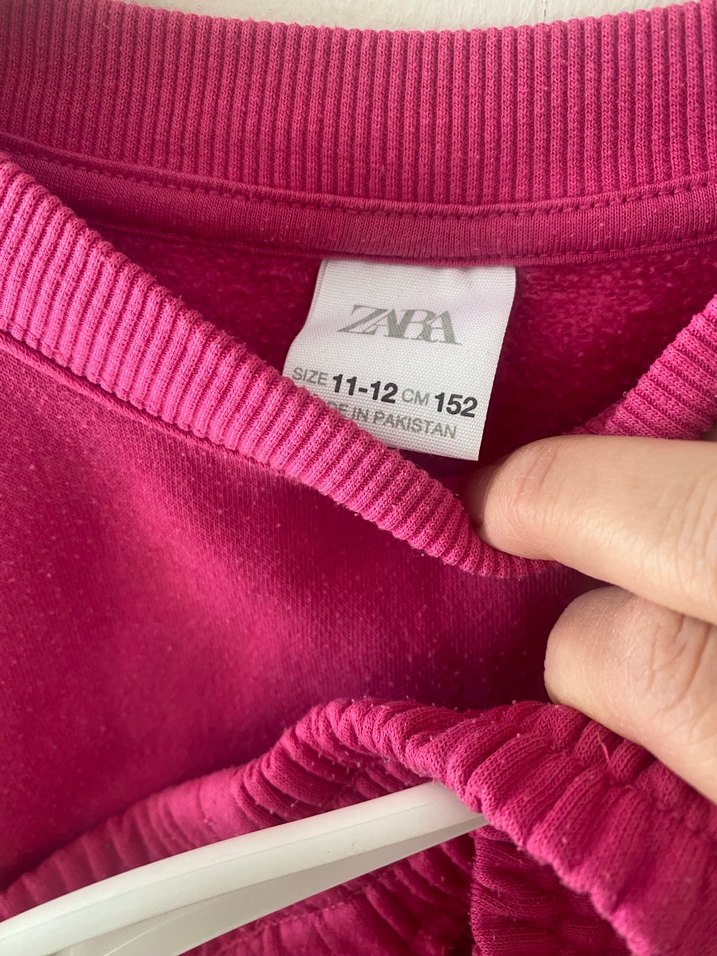 ZARA
SIZE 11-12 CM 152
IN PAKISTAN